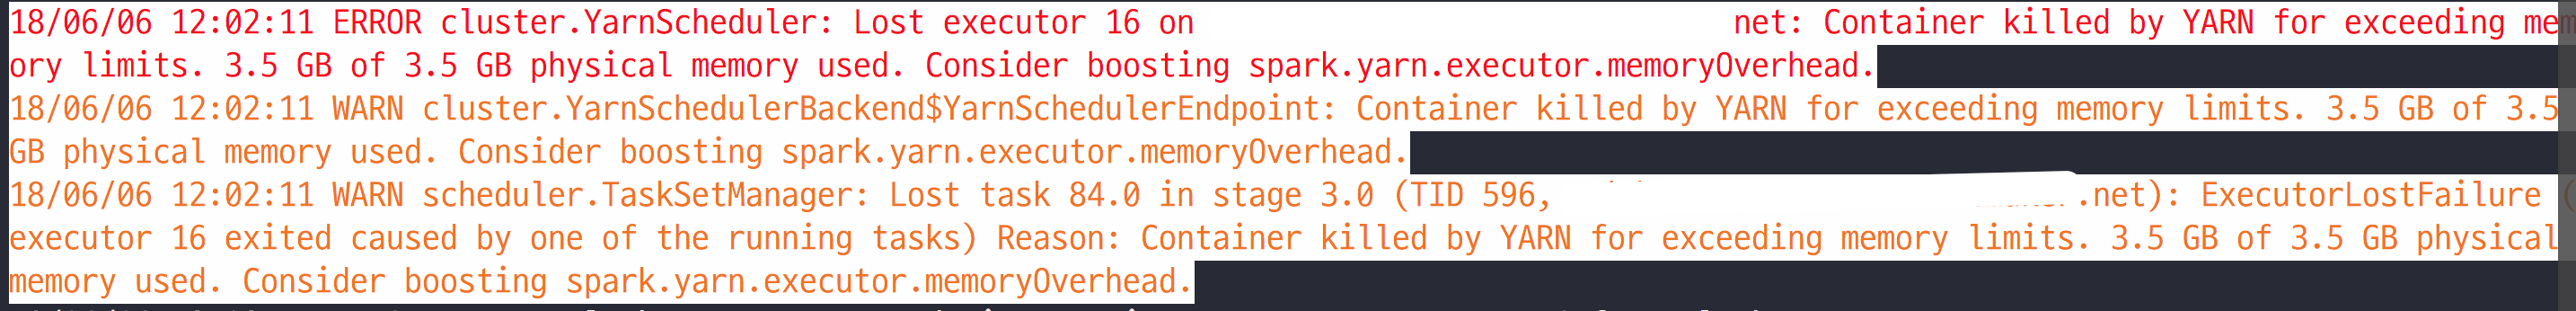 18/06/06 12:02:11 ERROR cluster.YarnScheduler: Lost executor 16 on net: Container killed by YARN for exceeding mem
ory limits. 3.5 GB of 3.5 GB physical memory used. Consider boosting spark.yarn.executor.memoryOverhead.
18/06/06 12:02:11 WARN cluster.YarnSchedulerBackend$YarnSchedulerEndpoint: Container killed by YARN for exceeding memory limits. 3.5 GB of 3.5
GB physical memory used. Consider boosting spark.yarn.executor.memoryOverhead.
18/06/06 12:02:11 WARN scheduler.TaskSetManager: Lost task 84.0 in stage 3.0 (TID 596, .net): ExecutorLostFailure (
executor 16 exited caused by one of the running tasks) Reason: Container killed by YARN for exceeding memory limits. 3.5 GB of 3.5 GB physical
memory used. Consider boosting spark.yarn.executor.memoryOverhead.